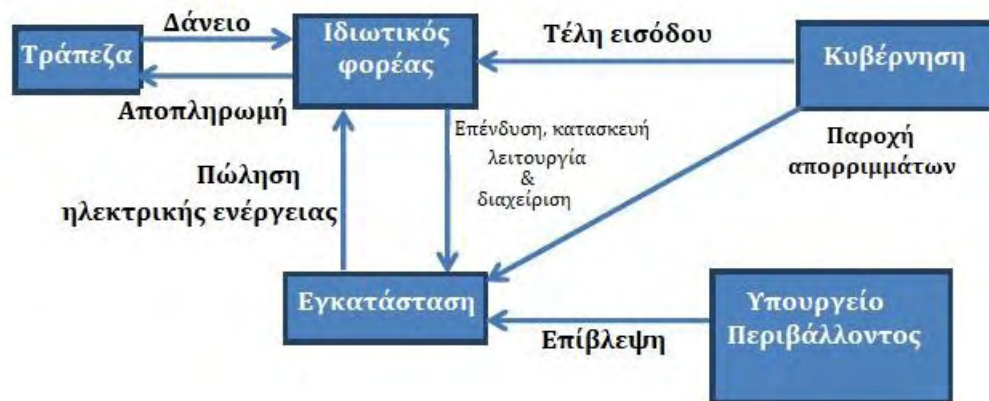 Τράπεζα
Δάνειο
Αποπληρωμή
Ιδιωτικός
φορέας
Τέλη εισόδου
Κυβέρνηση
Επένδυση, κατασκευή
λειτουργία
&
διαχείριση
Παροχή
απορριμμάτων
Πώληση
ηλεκτρικής ενέργειας
Εγκατάσταση
Επίβλεψη
Υπουργείο
Περιβάλλοντος